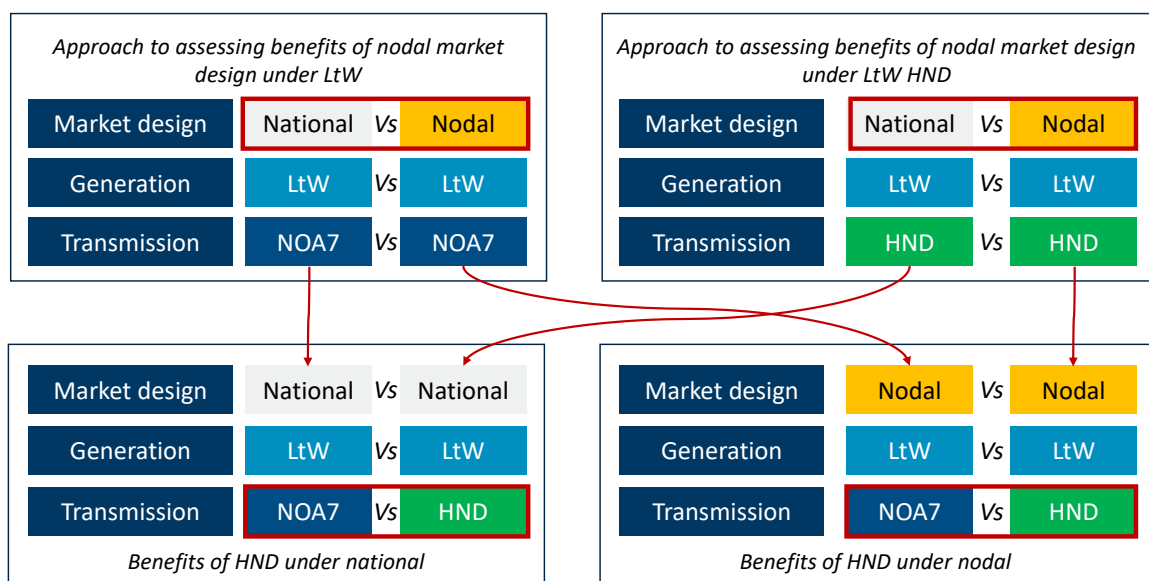 Approach to assessing benefits of nodal market
design under LtW
Market design National Vs Nodal
Generation LtW Vs LtW
Transmission NOA7 Vs NOA7
Approach to assessing benefits of nodal market design
under LtW HND
Market design National Vs Nodal
Generation LtW Vs LtW
Transmission HND Vs HND
Market design National Vs National
Generation LtW Vs LtW
Transmission NOA7 Vs HND
Benefits of HND under national
Market design Nodal Vs Nodal
Generation LtW Vs LtW
Transmission NOA7 Vs HND
Benefits of HND under nodal